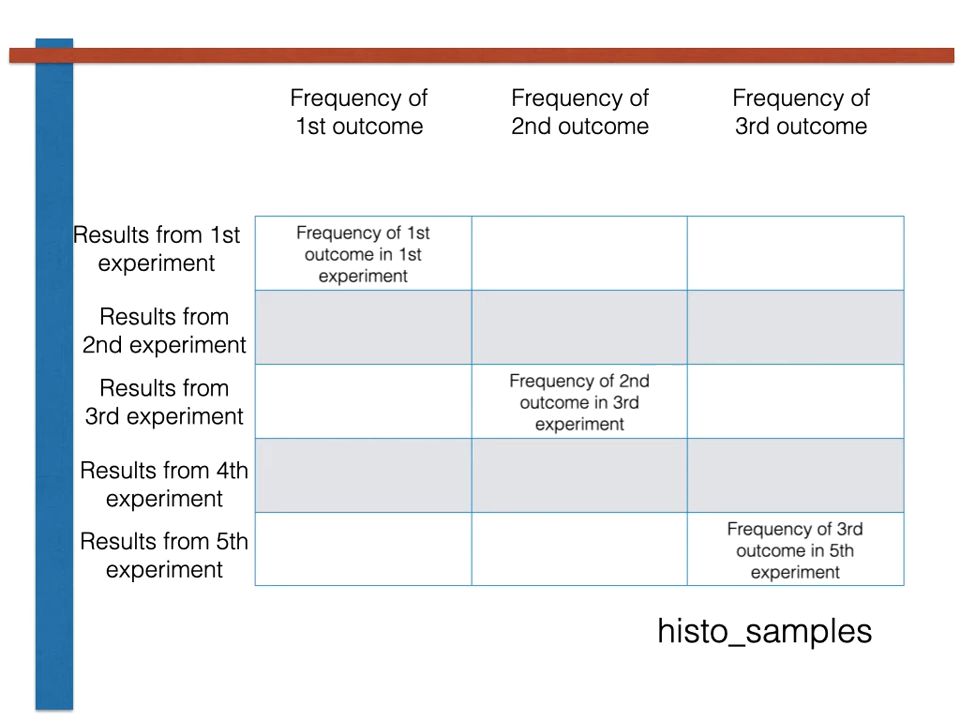 Frequency of
1st outcome
Frequency of
2nd outcome
Frequency of
3rd outcome
Results from 1st
experiment
Frequency of 1st
outcome in 1st
experiment
Results from
2nd experiment
Results from
3rd experiment
Frequency of 2nd
outcome in 3rd
experiment
Results from 4th
experiment
Results from 5th
experiment
Frequency of 3rd
outcome in 5th
experiment
histo_samples